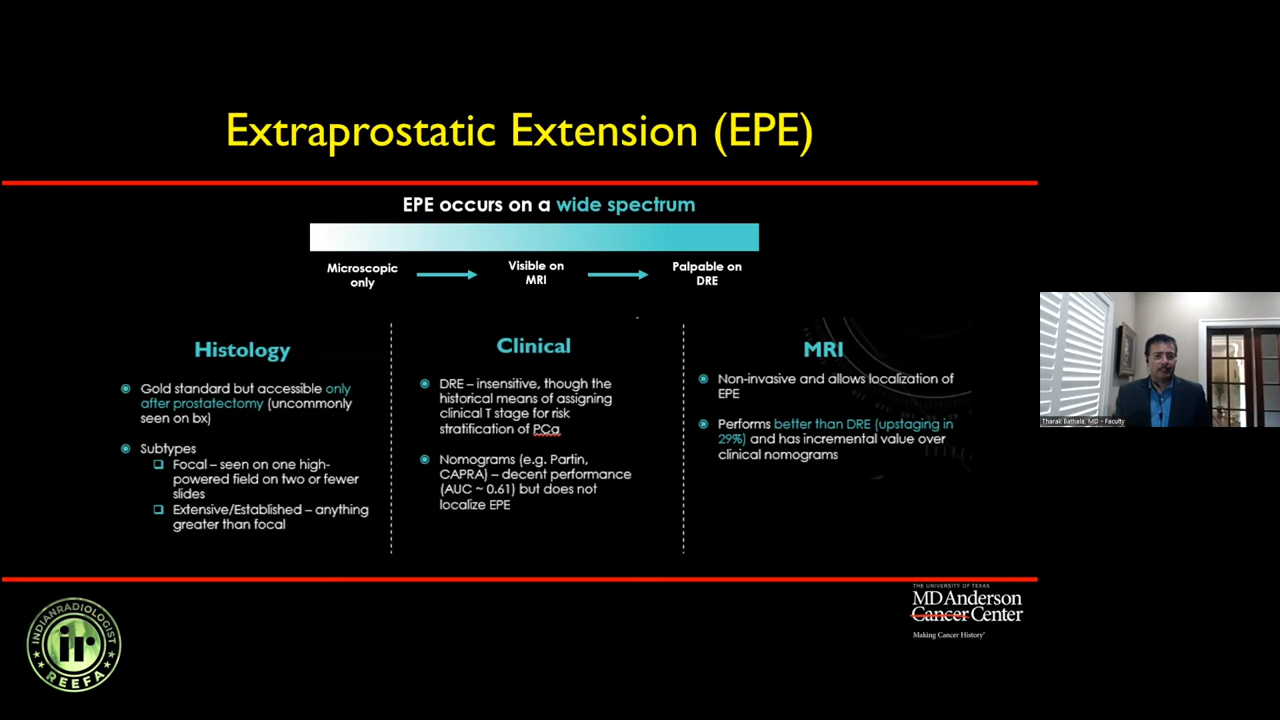 Extraprostatic Extension (EPE)
EPE occurs on a wide spectrum
Microscopic
only
Visible on
MRI
Palpable on
DRE
Histology
Gold standard but accessible only
after prostatectomy (uncommonly
seen on bx)
Subtypes
Focal – seen on one high-
powered field on two or fewer
slides
Extensive/Established – anything
greater than focal
Clinical
DRE – insensitive, though the
historical means of assigning
clinical T stage for risk
stratification of PCa
Nomograms (e.g. Partin,
CAPRA) – decent performance
(AUC ~ 0.61) but does not
localize EPE
MRI
Non-invasive and allows localization of
EPE
Performs better than DRE (upstaging in
29%) and has incremental value over
clinical nomograms
Tharak Bathala, MD - Faculty
THE UNIVERSITY OF TEXAS
MD Anderson
Cancer Center
Making Cancer History®
INDIANRADIOLOGIST
ir
REEFA